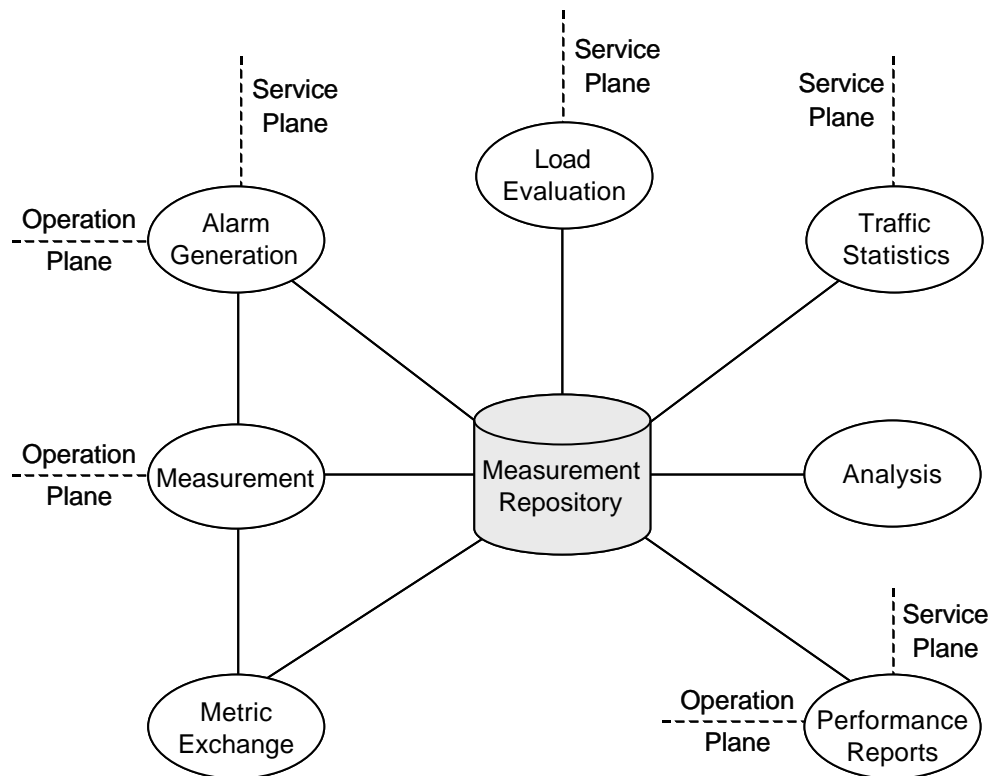 Service
Plane
Service
Plane
Service
Plane
Load
Evaluation
Operation
Plane
Alarm
Generation
Traffic
Statistics
Operation
Plane
Measurement
Measurement
Repository
Analysis
Service
Plane
Metric
Exchange
Operation
Plane
Performance
Reports